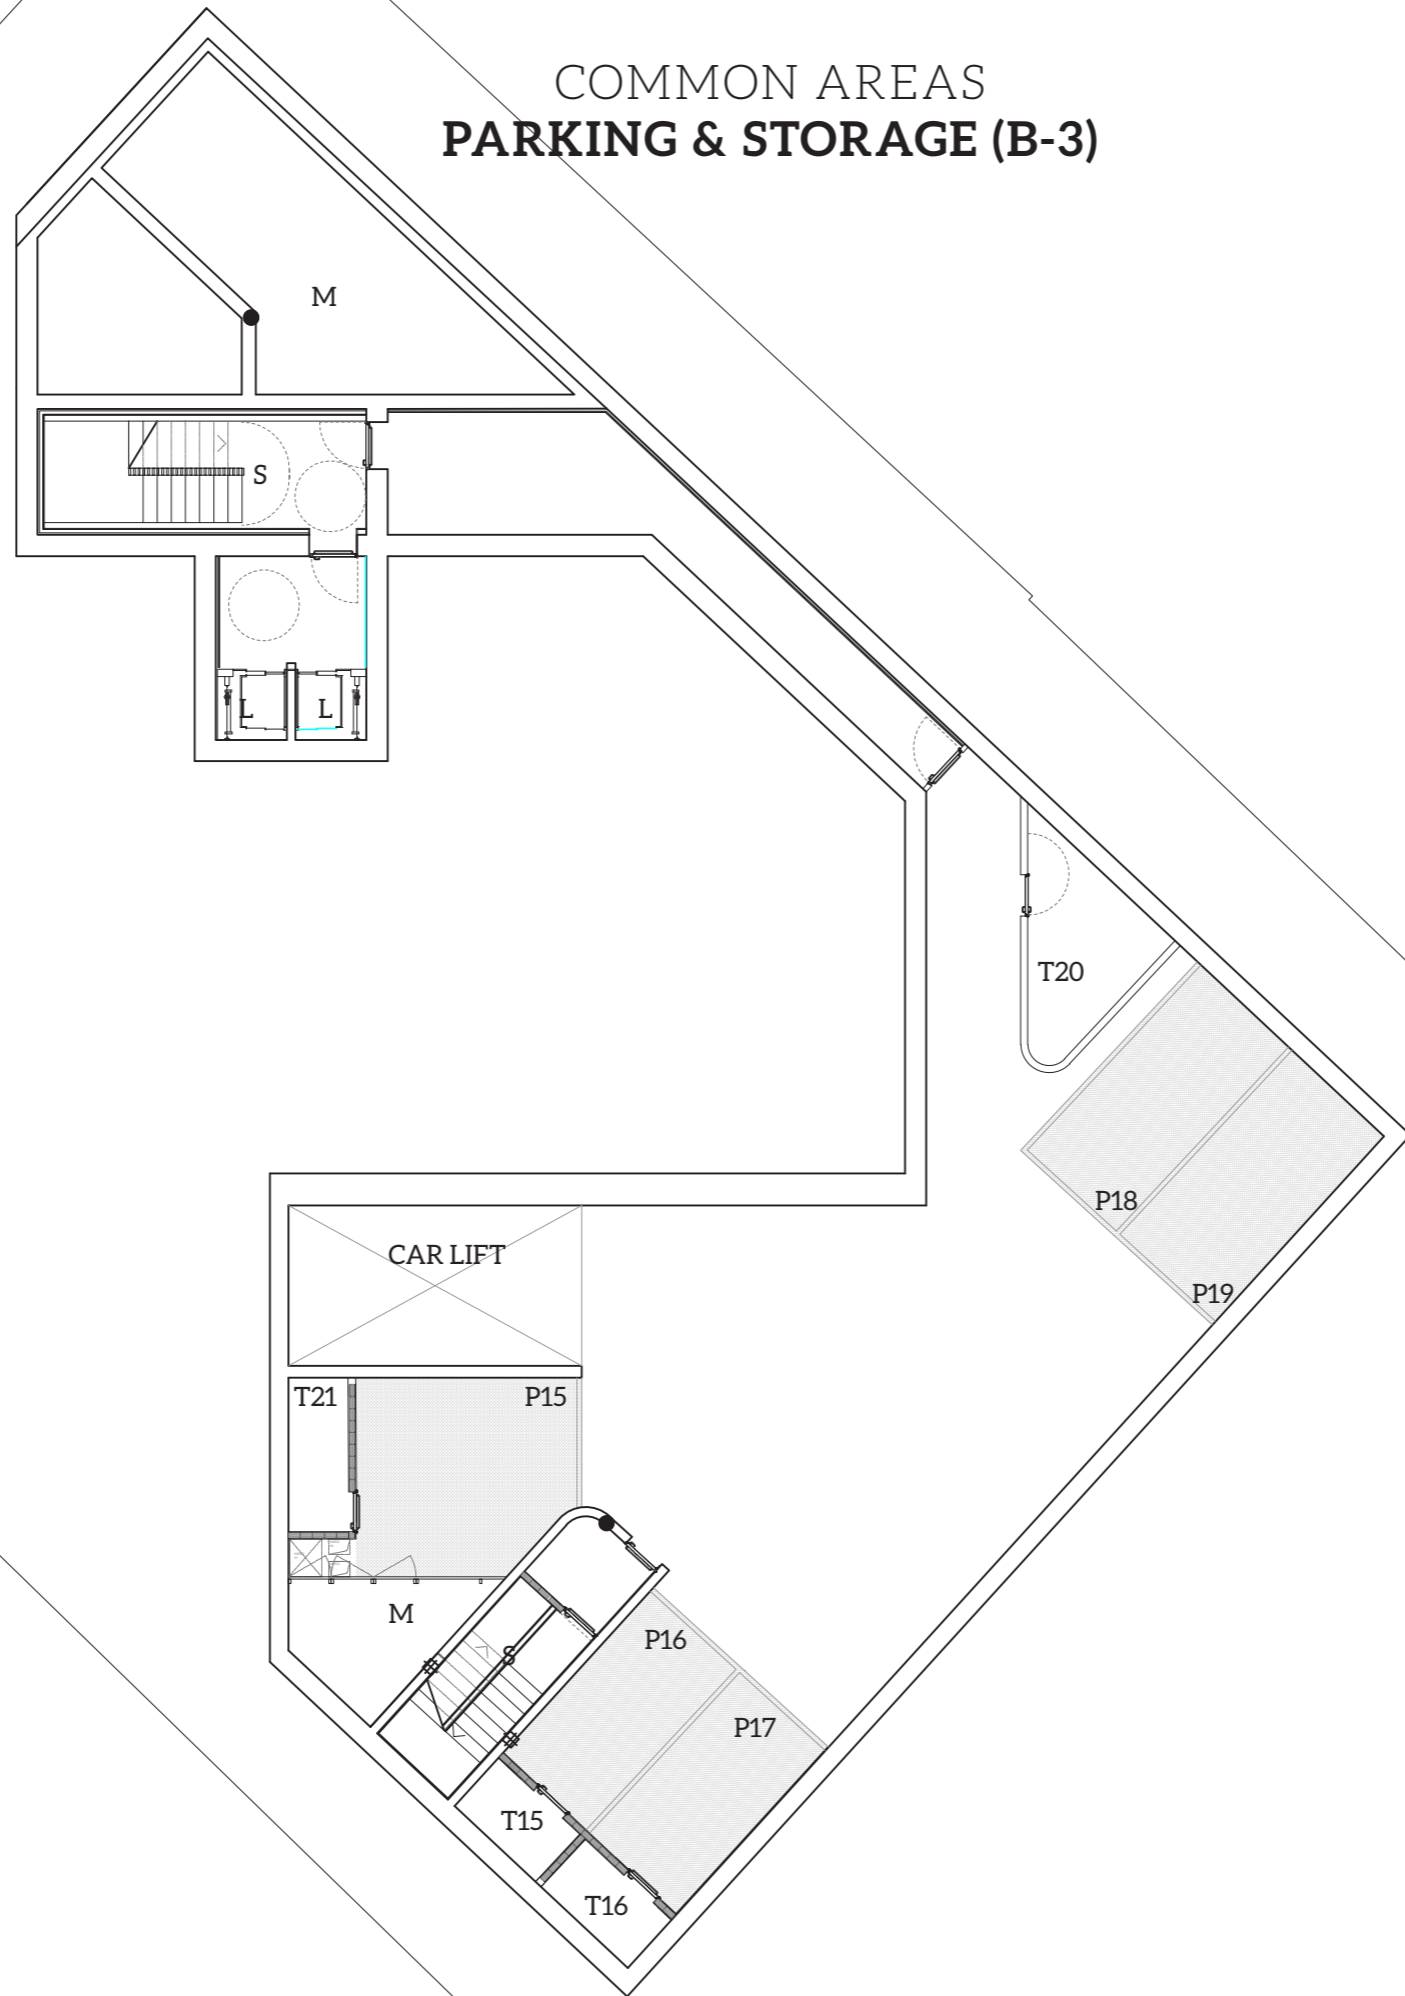 COMMON AREAS
PARKING & STORAGE (B-3)
M
S
L
L
T20
P18
P19
CAR LIFT
T21
P15
M
S
P16
P17
T15
T16